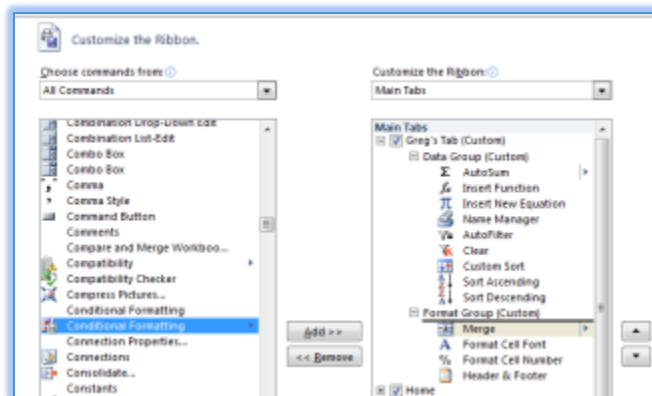 Customize the Ribbon.
Choose commands from:
All Commands
Combination Drop-Down Edit
Combination List-Edit
Combo Box
Combo Box
Comma
Comma Style
Command Button
Comments
Compare and Merge Workboo...
Compatibility
Compatibility Checker
Compress Pictures...
Conditional Formatting
Conditional Formatting
Connection Properties...
Connections
Consolidate...
Constants
Add >>
<< Remove
Customize the Ribbon:
Main Tabs
Main Tabs
Greg's Tab (Custom)
Data Group (Custom)
AutoSum
Insert Function
Insert New Equation
Name Manager
AutoFilter
Clear
Custom Sort
Sort Ascending
Sort Descending
Format Group (Custom)
Merge
Format Cell Font
Format Cell Number
Header & Footer
Home